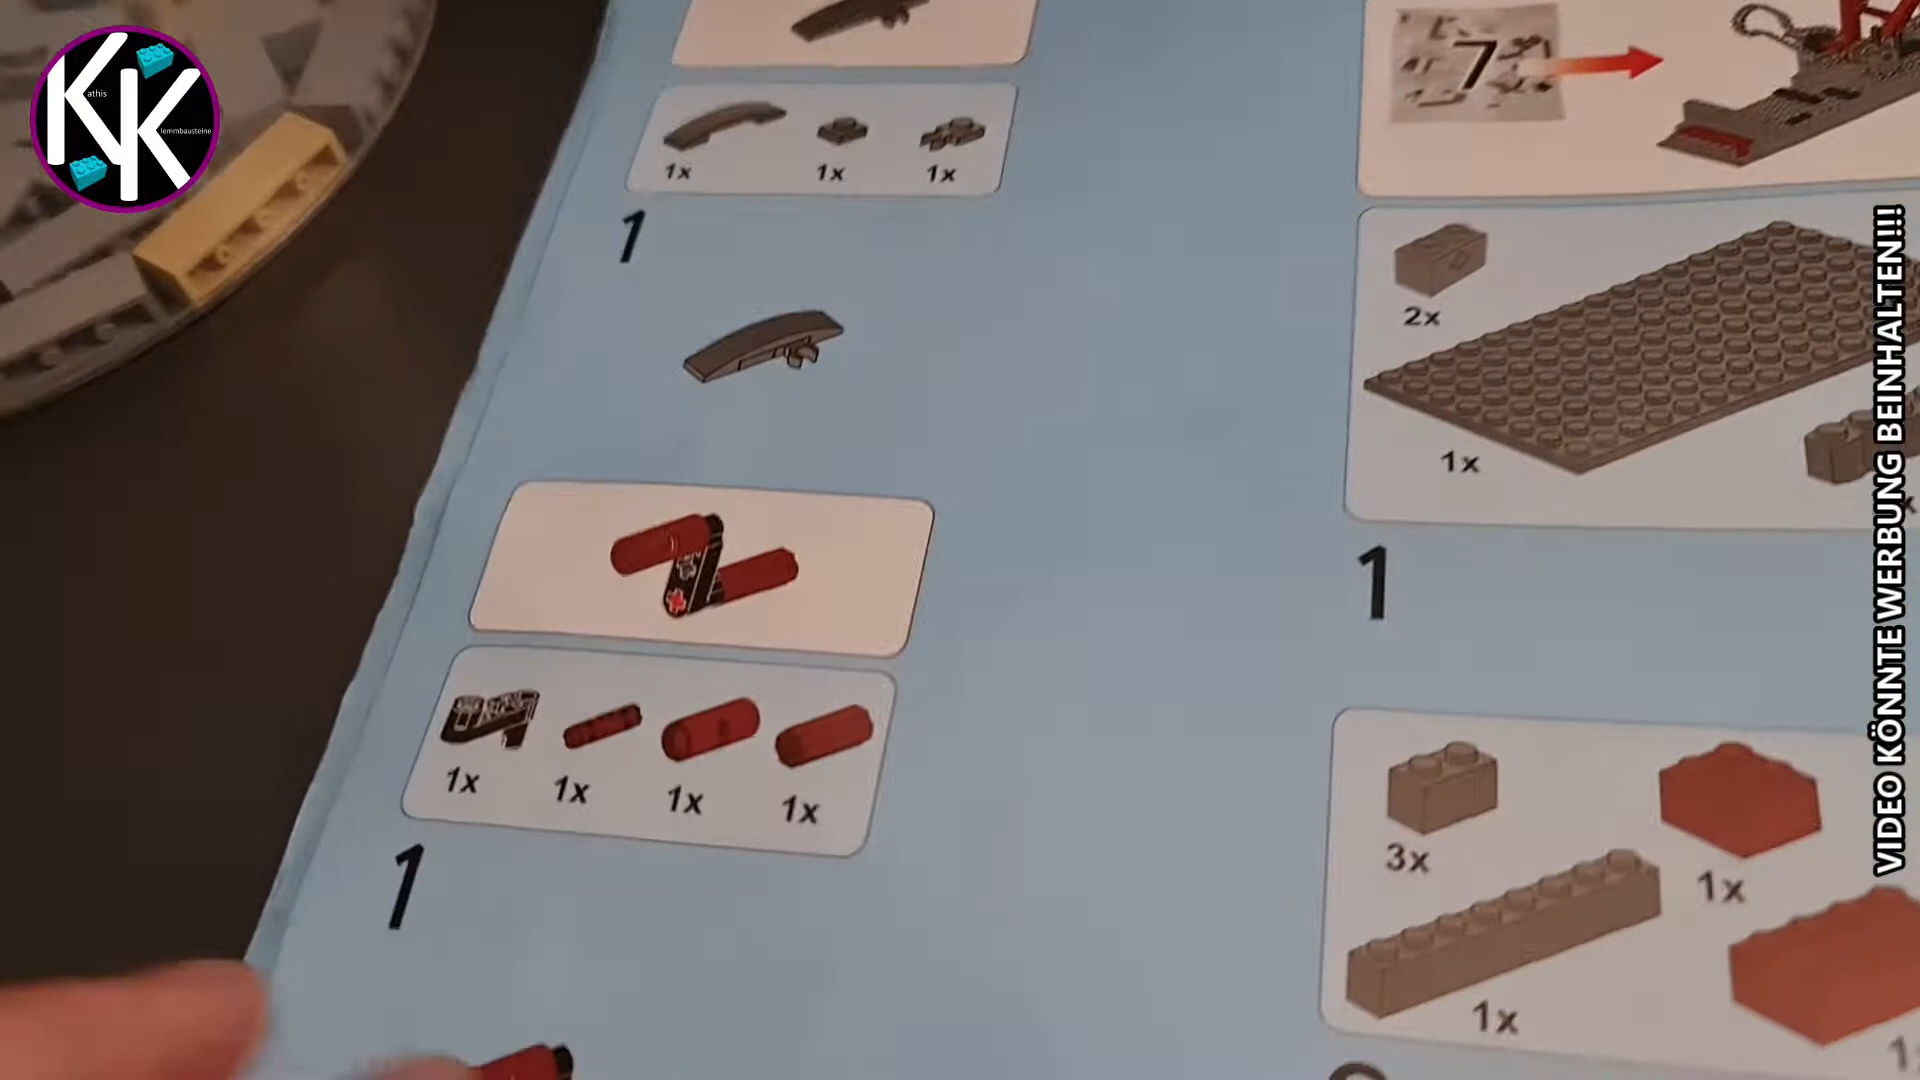 K
athis
K
lemmbausteine
1x 1x 1x
1
1x 1x 1x 1x
1
7
2x
1x
x
1
3x
1x
1x
VIDEO KÖNNTE WERBUNG BEINHALTEN!!!